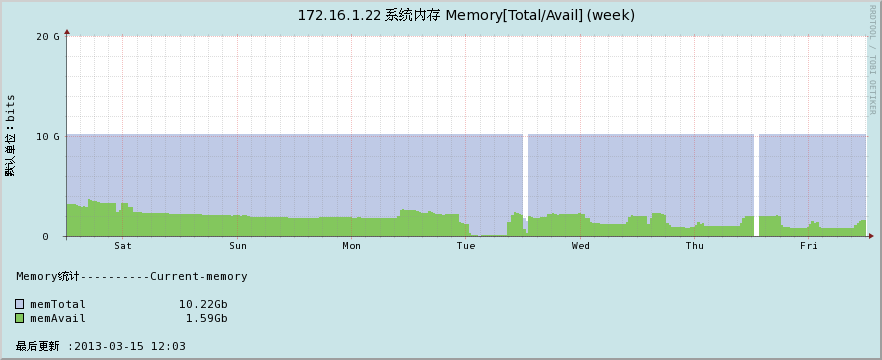 172.16.1.22 系统内存 Memory[Total/Avail] (week)
RRDTOOL / TOBI OETIKER
默认单位：bits
20 G
10 G
0
Sat Sun Mon Tue Wed Thu Fri
Memory统计----------Current-memory
memTotal 10.22Gb
memAvail 1.59Gb
最后更新 :2013-03-15 12:03